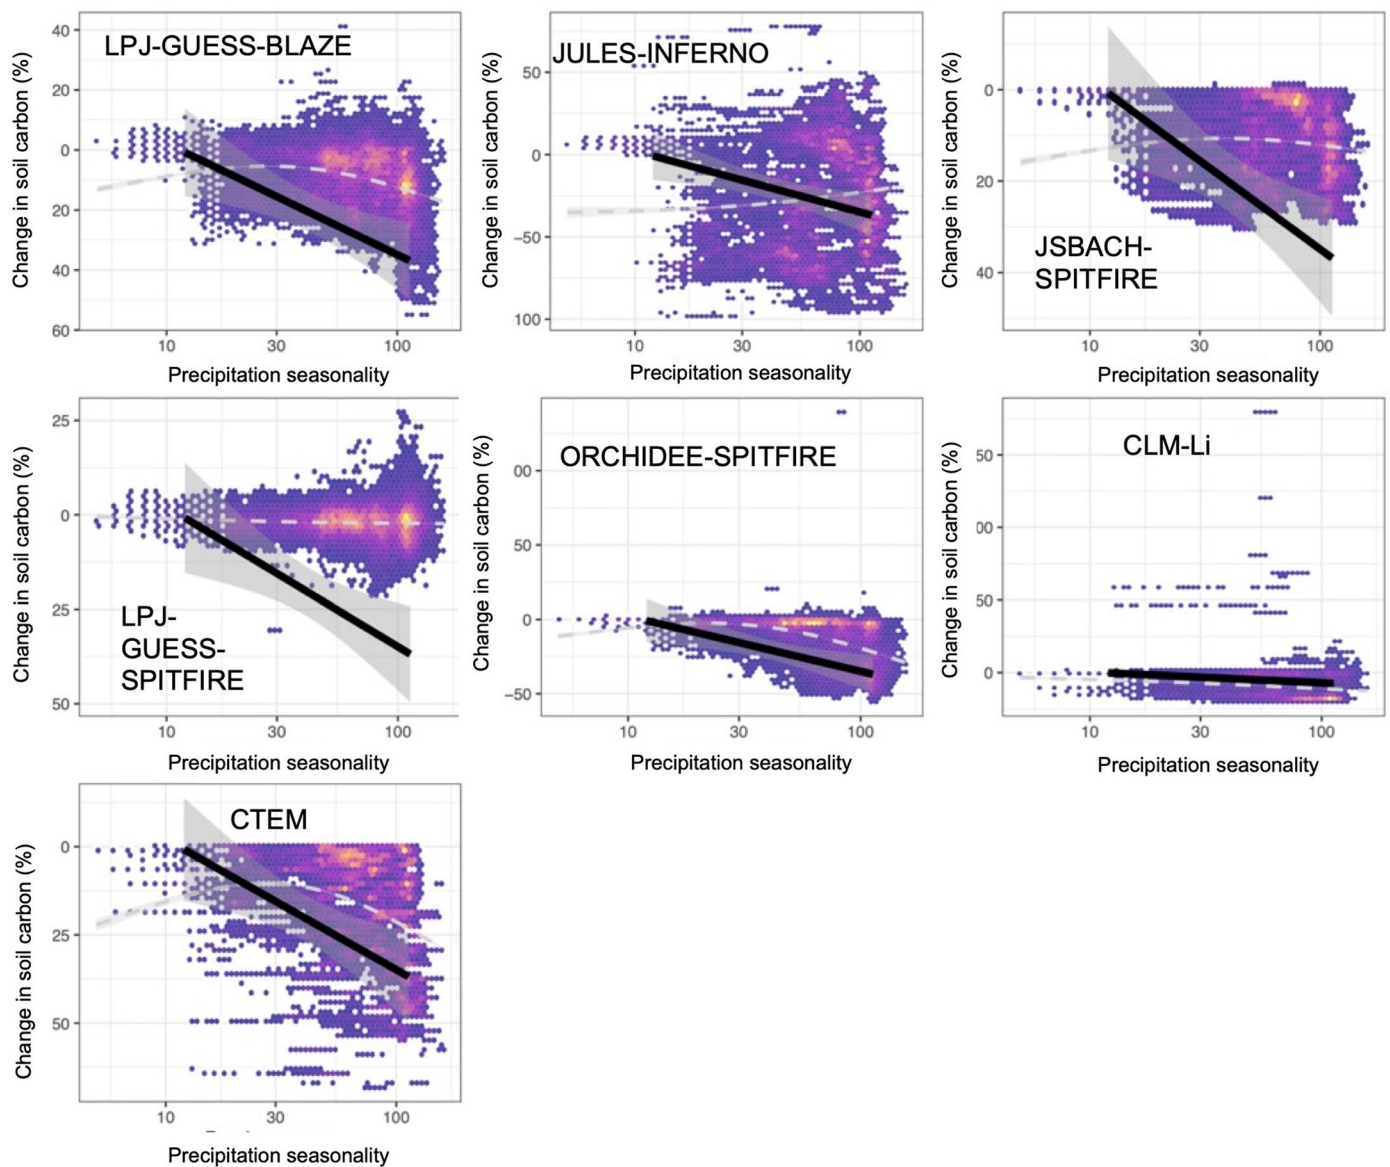 LPJ-GUESS-BLAZE
Change in soil carbon (%)
40
20
0
20
40
60
10
30
100
Precipitation seasonality
JULES-INFERNO
Change in soil carbon (%)
50
0
−50
100
10
30
100
Precipitation seasonality
JSBACH-
SPITFIRE
Change in soil carbon (%)
0
20
40
10
30
100
Precipitation seasonality
LPJ-
GUESS-
SPITFIRE
Change in soil carbon (%)
25
0
25
50
10
30
100
Precipitation seasonality
ORCHIDEE-SPITFIRE
Change in soil carbon (%)
00
50
0
−50
10
30
100
Precipitation seasonality
CLM-Li
Change in soil carbon (%)
50
00
50
0
10
30
100
Precipitation seasonality
CTEM
Change in soil carbon (%)
0
25
50
10
30
100
Precipitation seasonality